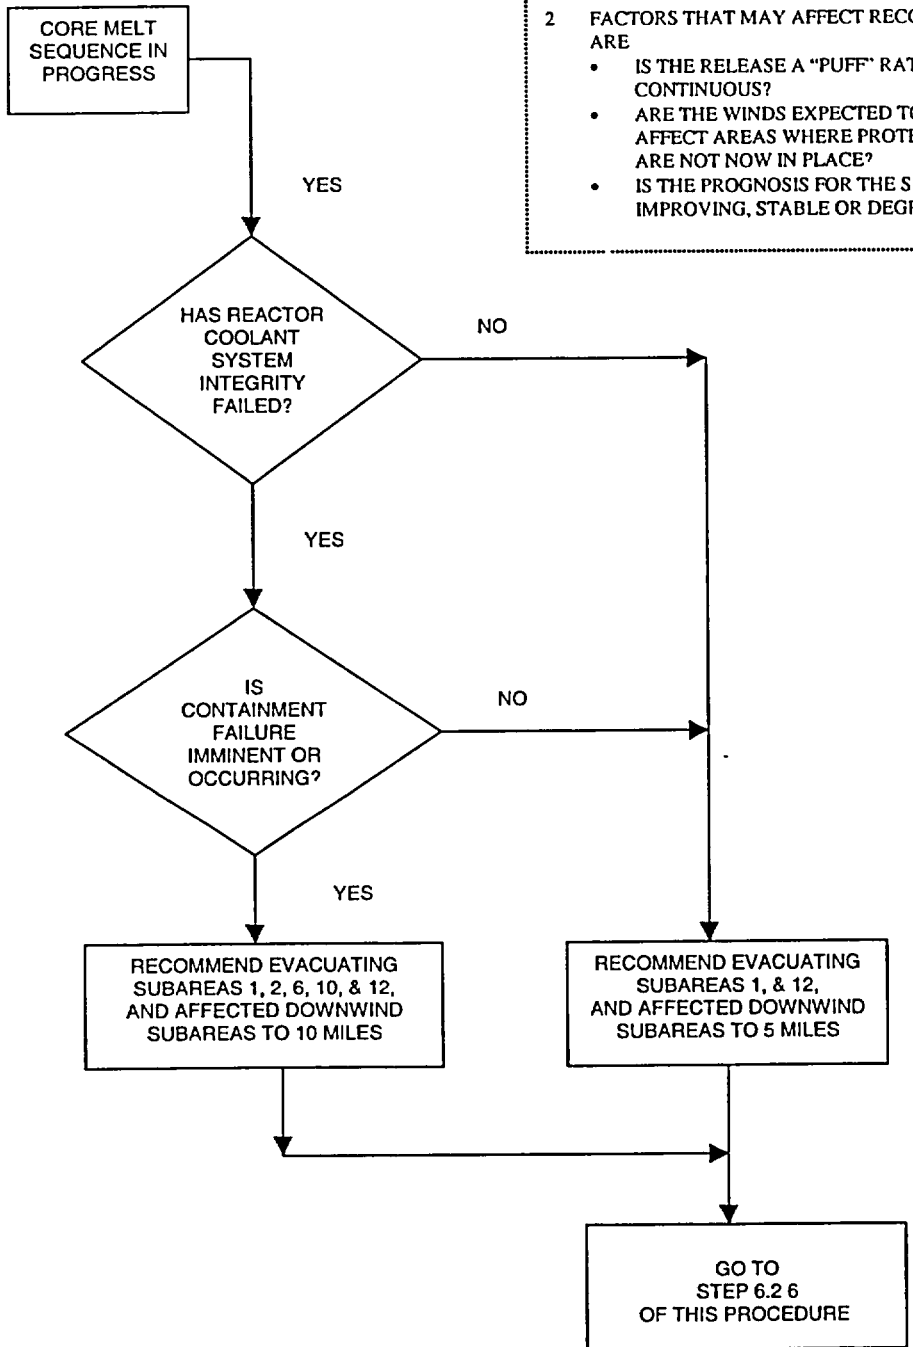 CORE MELT
SEQUENCE IN
PROGRESS
2 FACTORS THAT MAY AFFECT
ARE
• IS THE RELEASE A "PUFF"
CONTINUOUS?
• ARE THE WINDS EXPECTED
AFFECT AREAS WHERE
ARE NOT NOW IN PLACE?
• IS THE PROGNOSIS FOR THE
IMPROVING, STABLE OR
YES
HAS REACTOR
COOLANT
SYSTEM
INTEGRITY
FAILED?
NO
YES
IS
CONTAINMENT
FAILURE
IMMINENT OR
OCCURRING?
NO
YES
RECOMMEND EVACUATING
SUBAREAS 1, 2, 6, 10, & 12,
AND AFFECTED DOWNWIND
SUBAREAS TO 10 MILES
RECOMMEND EVACUATING
SUBAREAS 1, & 12,
AND AFFECTED DOWNWIND
SUBAREAS TO 5 MILES
GO TO
STEP 6.2 6
OF THIS PROCEDURE